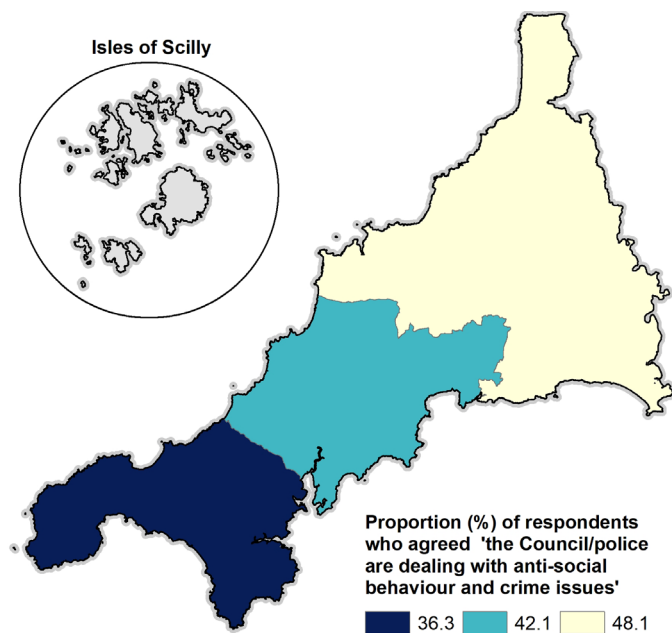 Isles of Scilly
Proportion (%) of respondents
who agreed 'the Council/police
are dealing with anti-social
behaviour and crime issues'
36.3 42.1 48.1